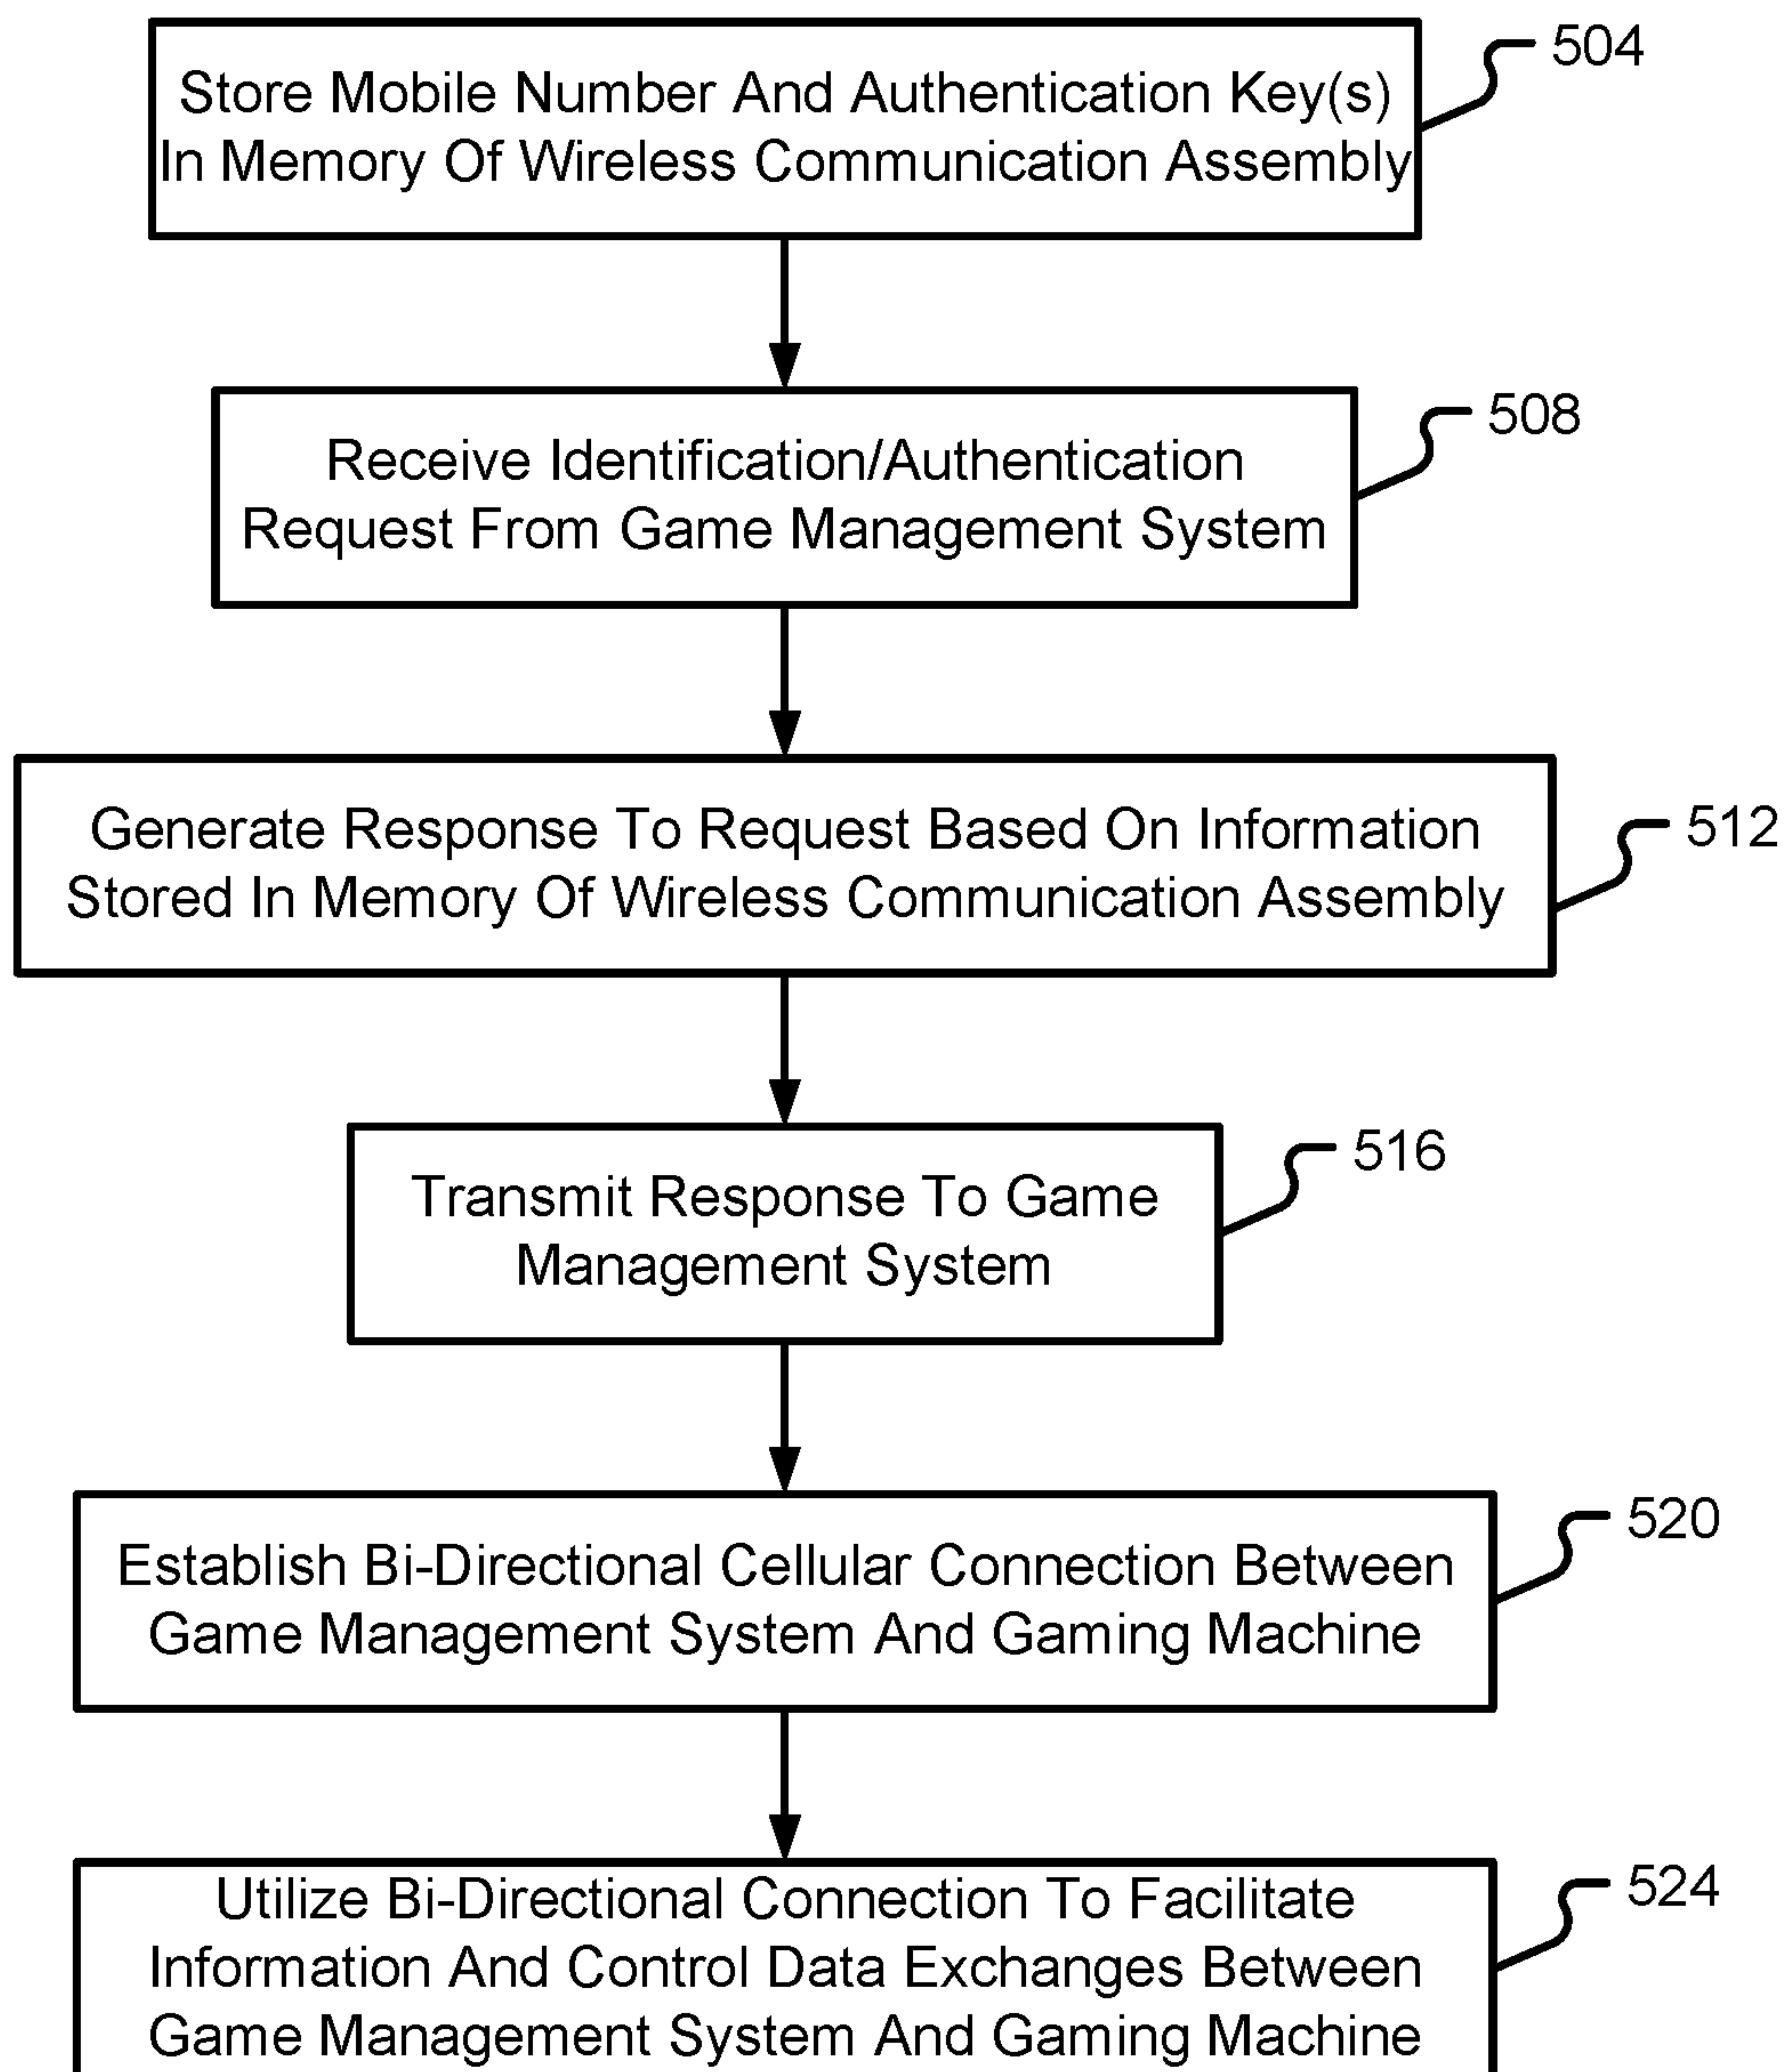 504
Store Mobile Number And Authentication Key(s)
In Memory Of Wireless Communication Assembly
508
Receive Identification/Authentication
Request From Game Management System
512
Generate Response To Request Based On Information
Stored In Memory Of Wireless Communication Assembly
516
Transmit Response To Game
Management System
520
Establish Bi-Directional Cellular Connection Between
Game Management System And Gaming Machine
524
Utilize Bi-Directional Connection To Facilitate
Information And Control Data Exchanges Between
Game Management System And Gaming Machine